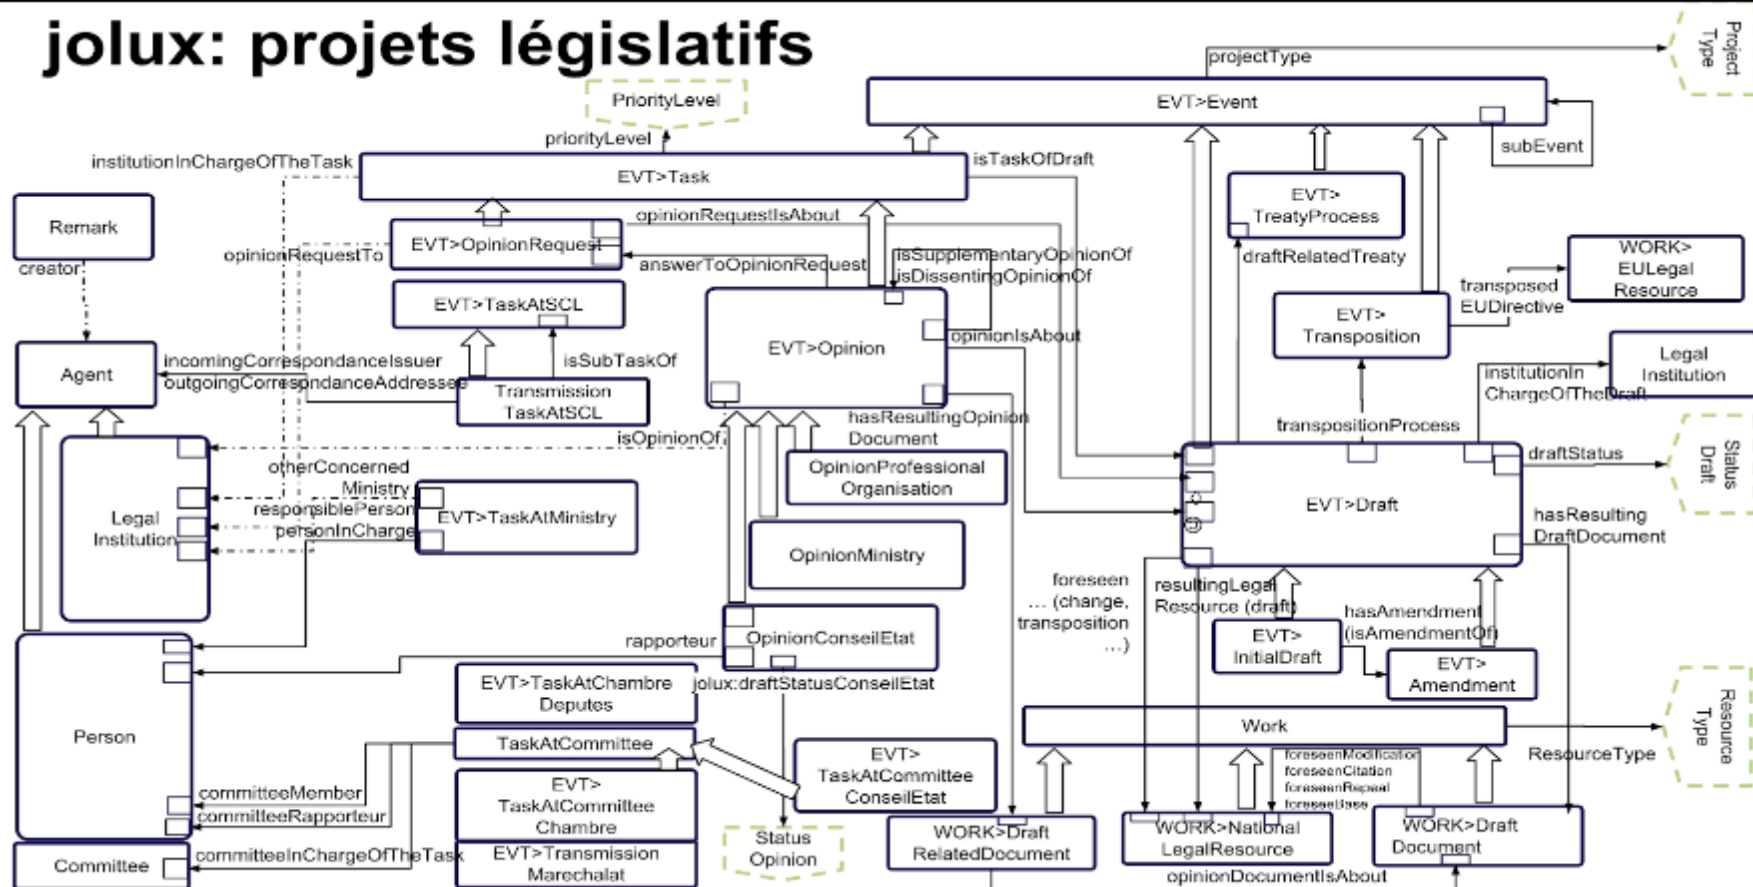 jolux: projets législatifs
projectType
Project
Type
PriorityLevel
EVT>Event
priorityLevel
subEvent
institutionInChargeOfTheTask
isTaskOfDraft
EVT>Task
EVT>
TreatyProcess
Remark
opinionRequestIsAbout
EVT>OpinionRequest
opinionRequestTo
answerToOpinionRequest
isSupplementaryOpinionOf
isDissentingOpinionOf
draftRelatedTreaty
WORK>
EULegal
Resource
creator
transposed
EUDirective
EVT>TaskAtSCL
EVT>
Transposition
EVT>Opinion
opinionIsAbout
Agent
incomingCorrespondanceIssuer
outgoingCorrespondanceAddressee
isSubTaskOf
Transmission
TaskAtSCL
institutionIn
ChargeOfTheDraft
Legal
Institution
hasResultingOpinion
Document
transpositionProcess
isOpinionOf
Status
Draft
draftStatus
otherConcerned
Ministry
responsiblePerson
personInCharge
OpinionProfessional
Organisation
Legal
Institution
EVT>TaskAtMinistry
EVT>Draft
hasResulting
DraftDocument
OpinionMinistry
foreseen
... (change,
transposition
...)
resultingLegal
Resource (draft)
hasAmendment
(isAmendmentOf)
rapporteur
OpinionConseilEtat
EVT>
InitialDraft
EVT>
Amendment
EVT>TaskAtChambre
Deputes
jolux:draftStatusConseilEtat
Person
TaskAtCommittee
Work
Resource
Type
ResourceType
EVT>
TaskAtCommittee
ConseilEtat
foreseenModification
foreseenCitation
foreseenRepeal
foreseeBase
EVT>
TaskAtCommittee
Chambre
committeeMember
committeeRapporteur
Status
Opinion
WORK>Draft
RelatedDocument
WORK>National
LegalResource
WORK>Draft
Document
Committee
committeeInChargeOfTheTask
EVT>Transmission
Marechalat
opinionDocumentIsAbout